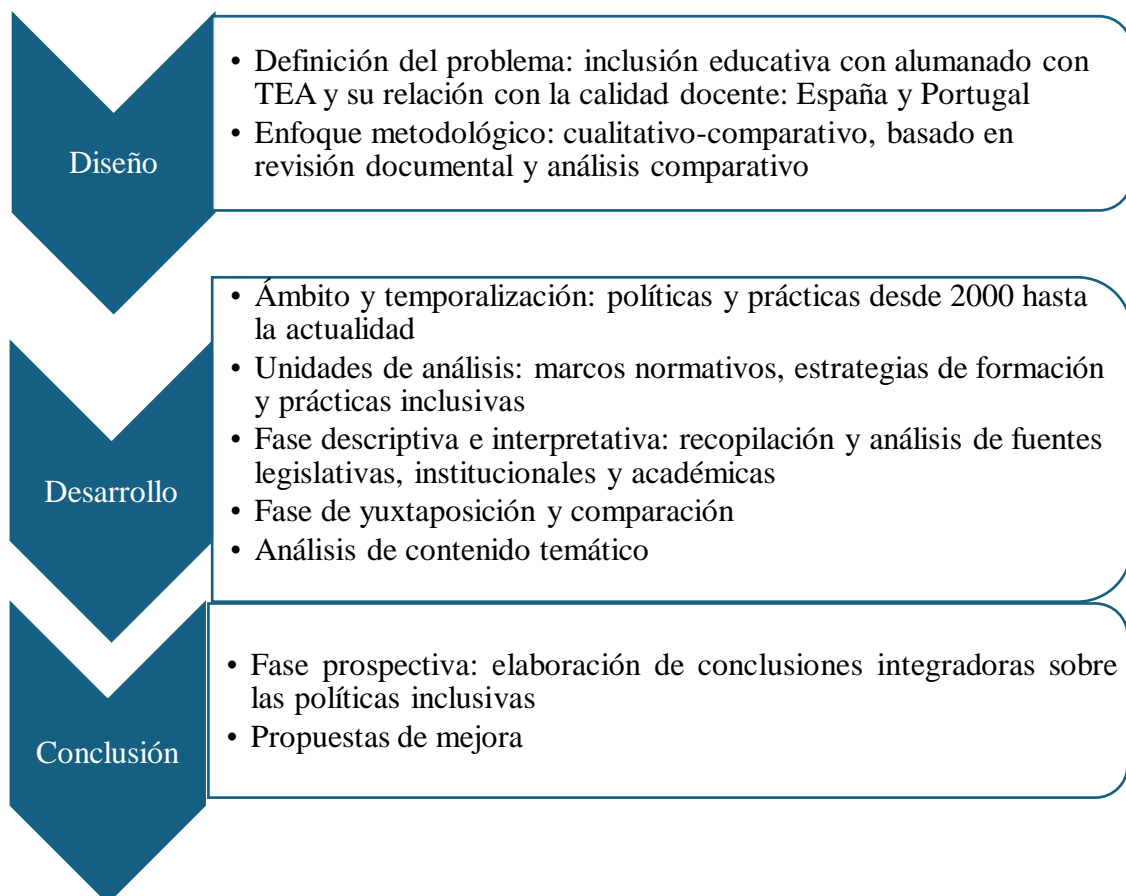 Diseño
• Definición del problema: inclusión educativa con alumanado con
TEA y su relación con la calidad docente: España y Portugal
• Enfoque metodológico: cualitativo-comparativo, basado en
revisión documental y análisis comparativo
Desarrollo
• Ámbito y temporalización: políticas y prácticas desde 2000 hasta
la actualidad
• Unidades de análisis: marcos normativos, estrategias de formación
y prácticas inclusivas
• Fase descriptiva e interpretativa: recopilación y análisis de fuentes
legislativas, institucionales y académicas
• Fase de yuxtaposición y comparación
• Análisis de contenido temático
Conclusión
• Fase prospectiva: elaboración de conclusiones integradoras sobre
las políticas inclusivas
• Propuestas de mejora